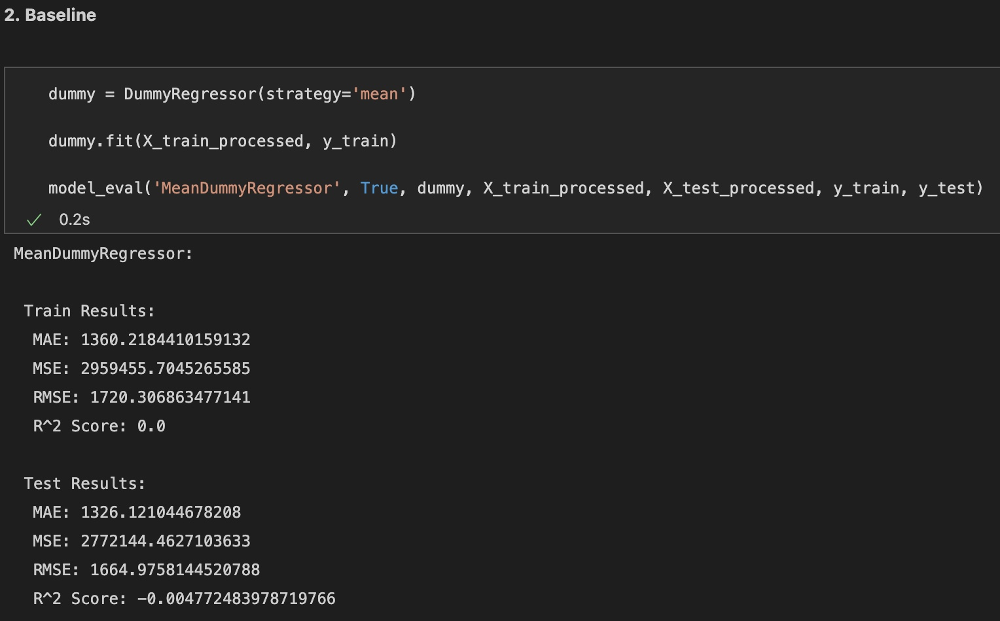 2. Baseline
dummy = DummyRegressor(strategy='mean')
dummy.fit(X_train_processed, y_train)
model_eval('MeanDummyRegressor', True, dummy, X_train_processed, X_test_processed, y_train, y_test)
✓ 0.2s
MeanDummyRegressor:
Train Results:
MAE: 1360.2184410159132
MSE: 2959455.7045265585
RMSE: 1720.306863477141
R^2 Score: 0.0
Test Results:
MAE: 1326.121044678208
MSE: 2772144.4627103633
RMSE: 1664.9758144520788
R^2 Score: -0.004772483978719766